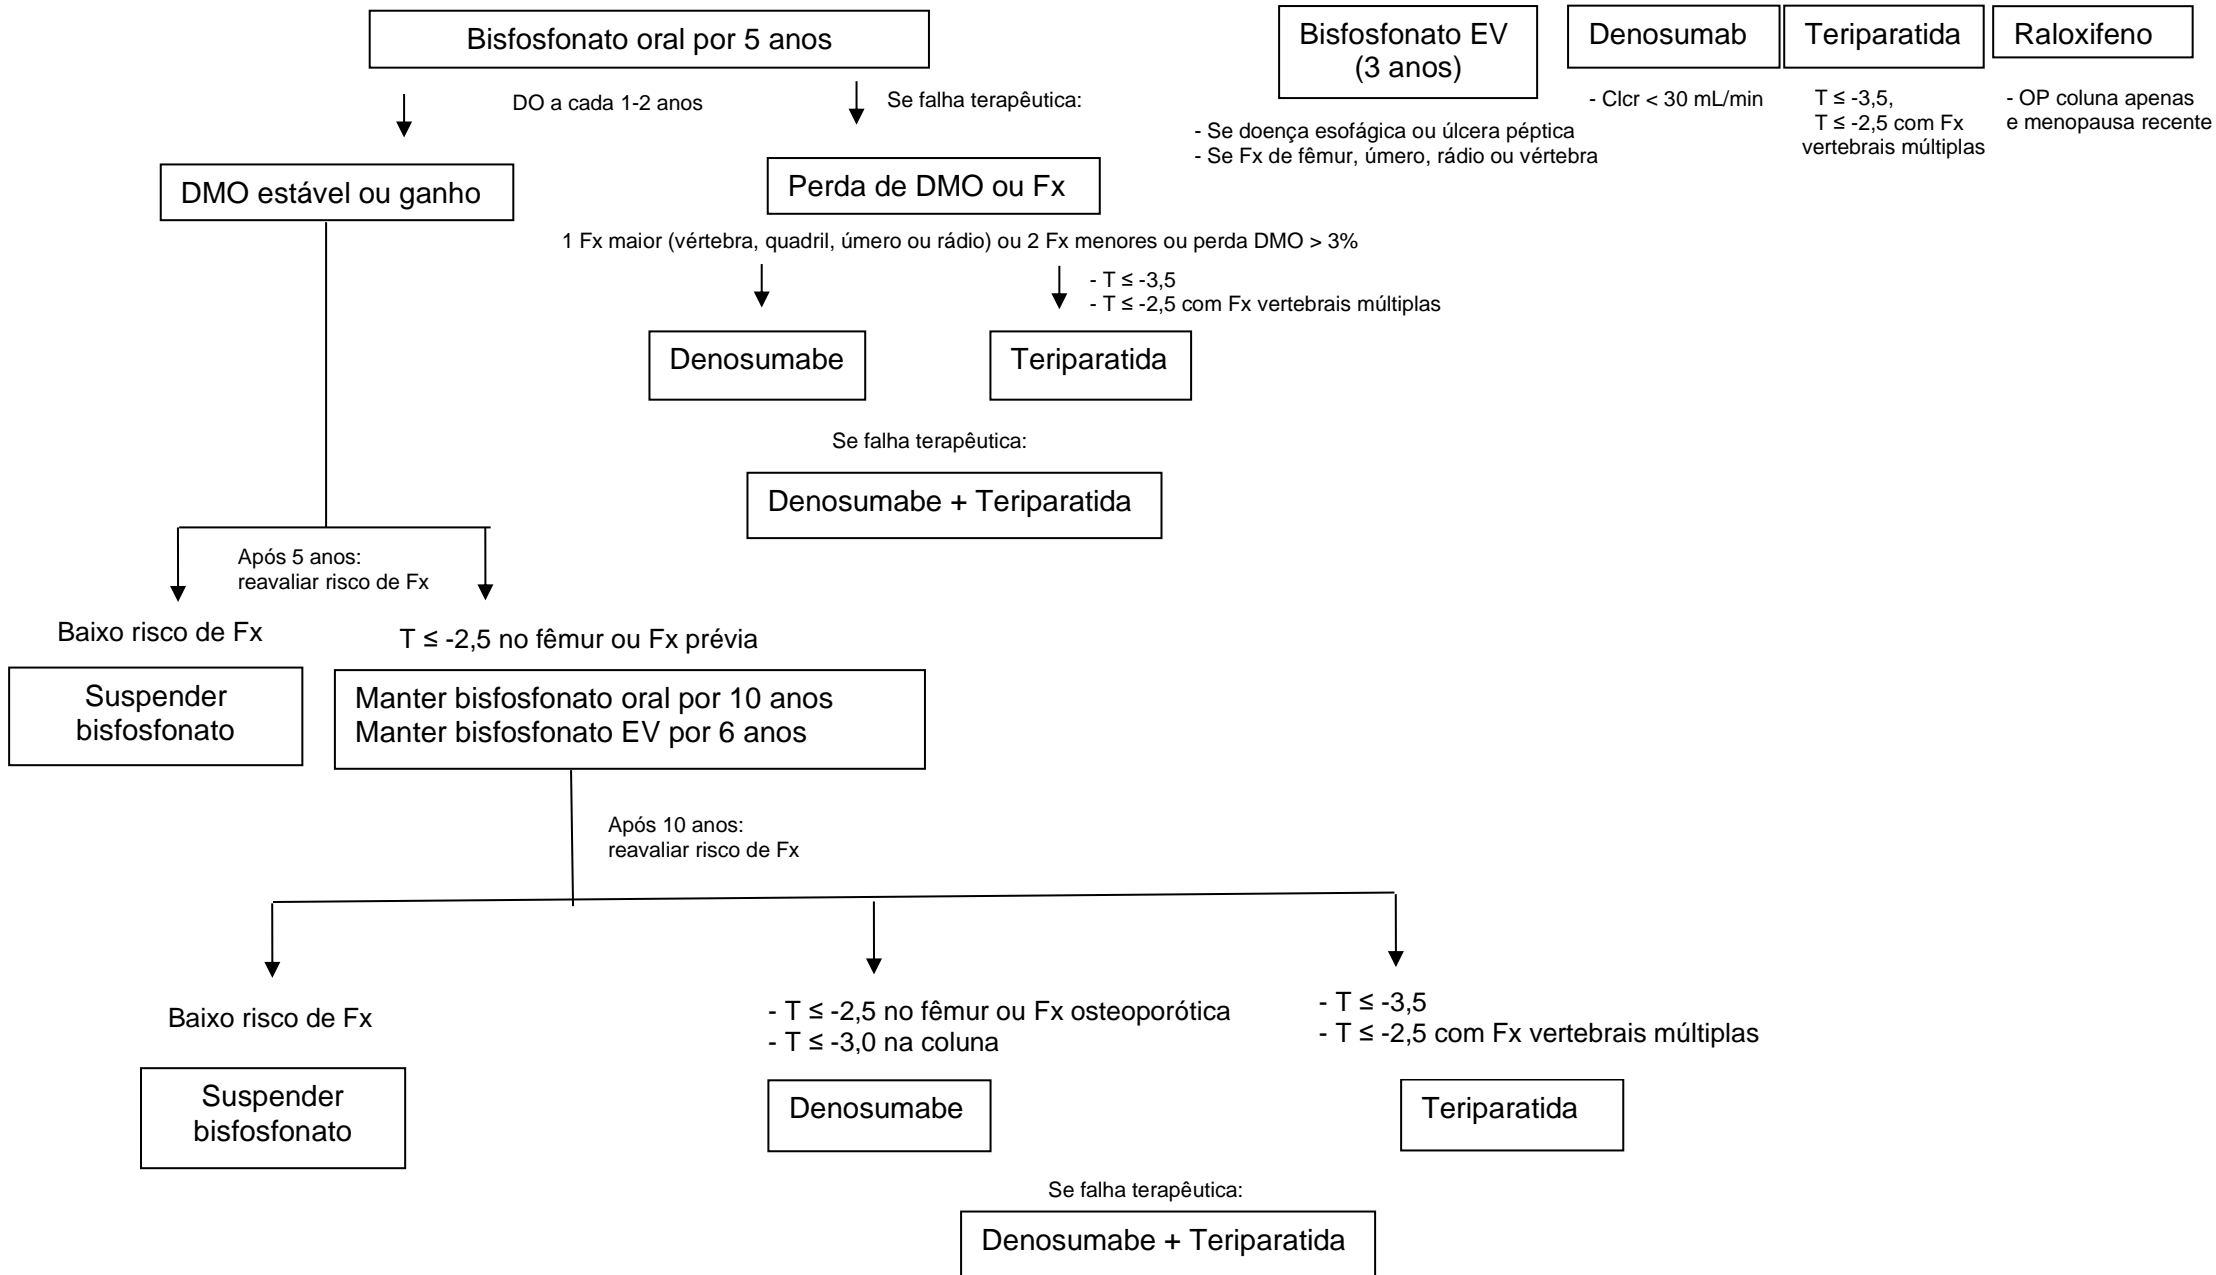 Bisfosfonato oral por 5 anos
Bisfosfonato EV
(3 anos)
Denosumab
Teriparatida
Raloxifeno
DO a cada 1-2 anos
Se falha terapêutica:
- Se doença esofágica ou úlcera péptica
- Se Fx de fêmur, úmero, rádio ou vértebra
- Clcr < 30 mL/min
T ≤ -3,5,
T ≤ -2,5 com Fx
vertebrais múltiplas
- OP coluna apenas
e menopausa recente
DMO estável ou ganho
Perda de DMO ou Fx
1 Fx maior (vértebra, quadril, úmero ou rádio) ou 2 Fx menores ou perda DMO > 3%
- T ≤ -3,5
- T ≤ -2,5 com Fx vertebrais múltiplas
Denosumabe
Teriparatida
Se falha terapêutica:
Denosumabe + Teriparatida
Após 5 anos:
reavaliar risco de Fx
Baixo risco de Fx
T ≤ -2,5 no fêmur ou Fx prévia
Suspender
bisfosfonato
Manter bisfosfonato oral por 10 anos
Manter bisfosfonato EV por 6 anos
Após 10 anos:
reavaliar risco de Fx
Baixo risco de Fx
- T ≤ -2,5 no fêmur ou Fx osteoporótica
- T ≤ -3,0 na coluna
- T ≤ -3,5
- T ≤ -2,5 com Fx vertebrais múltiplas
Suspender
bisfosfonato
Denosumabe
Teriparatida
Se falha terapêutica:
Denosumabe + Teriparatida